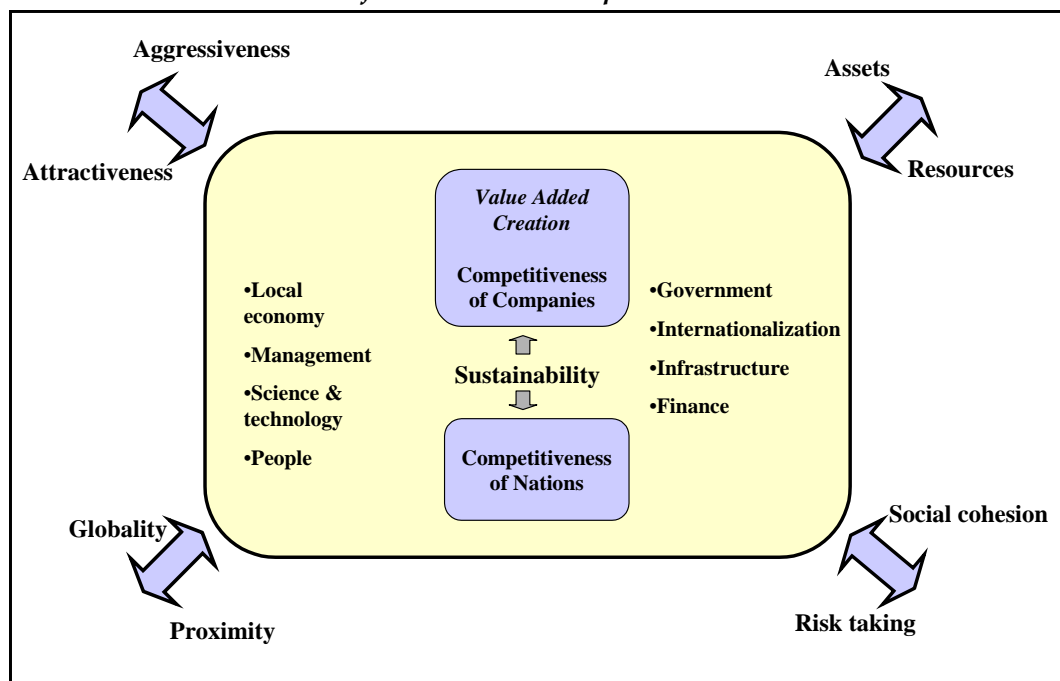 Aggressiveness
Attractiveness
Assets
Resources
Value Added
Creation
Competitiveness
of Companies
•Local
economy
•Management
•Science &
technology
•People
•Government
•Internationalization
•Infrastructure
•Finance
Sustainability
Competitiveness
of Nations
Globality
Proximity
Social cohesion
Risk taking